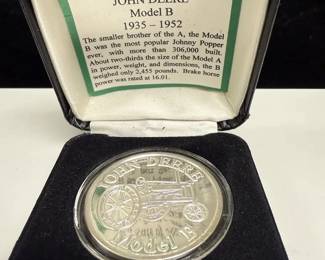 JOHN DEERE
Model B
1935 – 1952
The smaller brother of the A, the Model
B was the most popular Johnny Popper
ever, with more than 306,000 built.
About two-thirds the size of the Model A
in power, weight, and dimensions, the B
weighed only 2,455 pounds. Brake horse
power was rated at 16.01.
JOHN DEERE
Model B